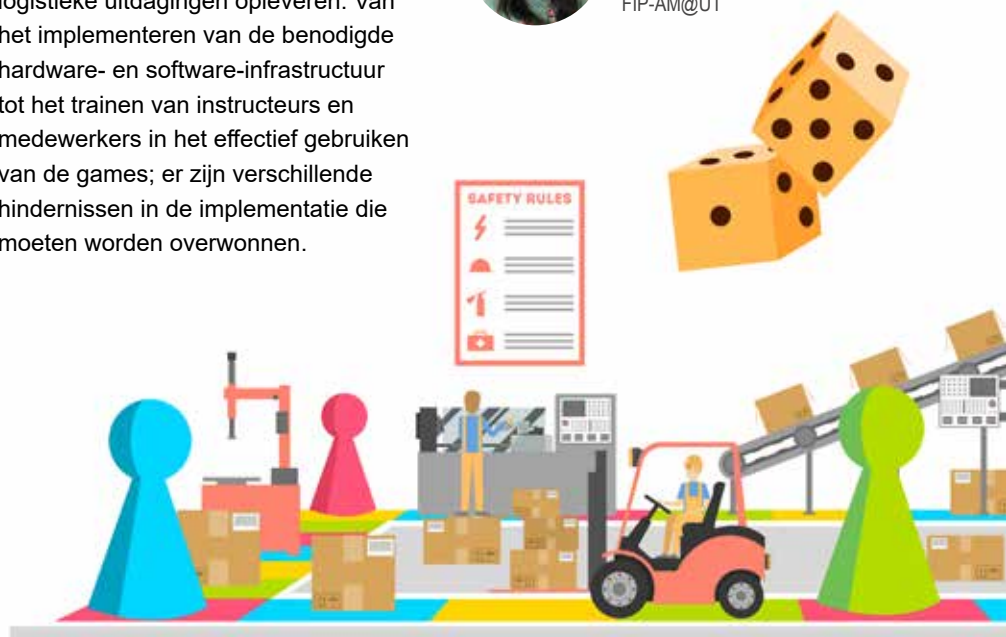 logistieke uitdagingen opleveren. Van
het implementeren van de benodigde
hardware- en software-infrastructuur
tot het trainen van instructeurs en
medewerkers in het effectief gebruiken
van de games; er zijn verschillende
hindernissen in de implementatie die
moeten worden overwonnen.
FIP-AM@UT
SAFETY RULES